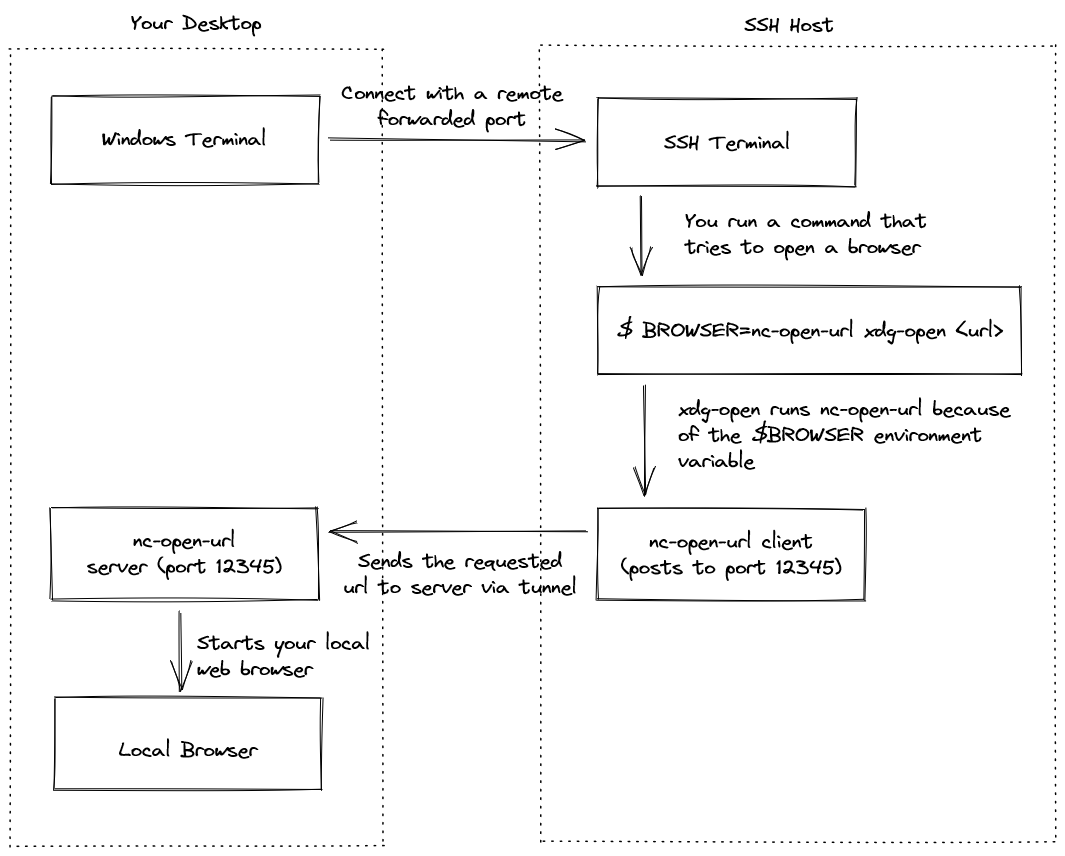 Your Desktop
SSH Host
Connect with a remote
forwarded port
Windows Terminal
SSH Terminal
You run a command that
tries to open a browser
$ BROWSER=nc-open-url xdg-open <url>
xdg-open runs nc-open-url because
of the $BROWSER environment
variable
nc-open-url client
(posts to port 12345)
Sends the requested
url to server via tunnel
nc-open-url
server (port 12345)
Starts your local
web browser
Local Browser